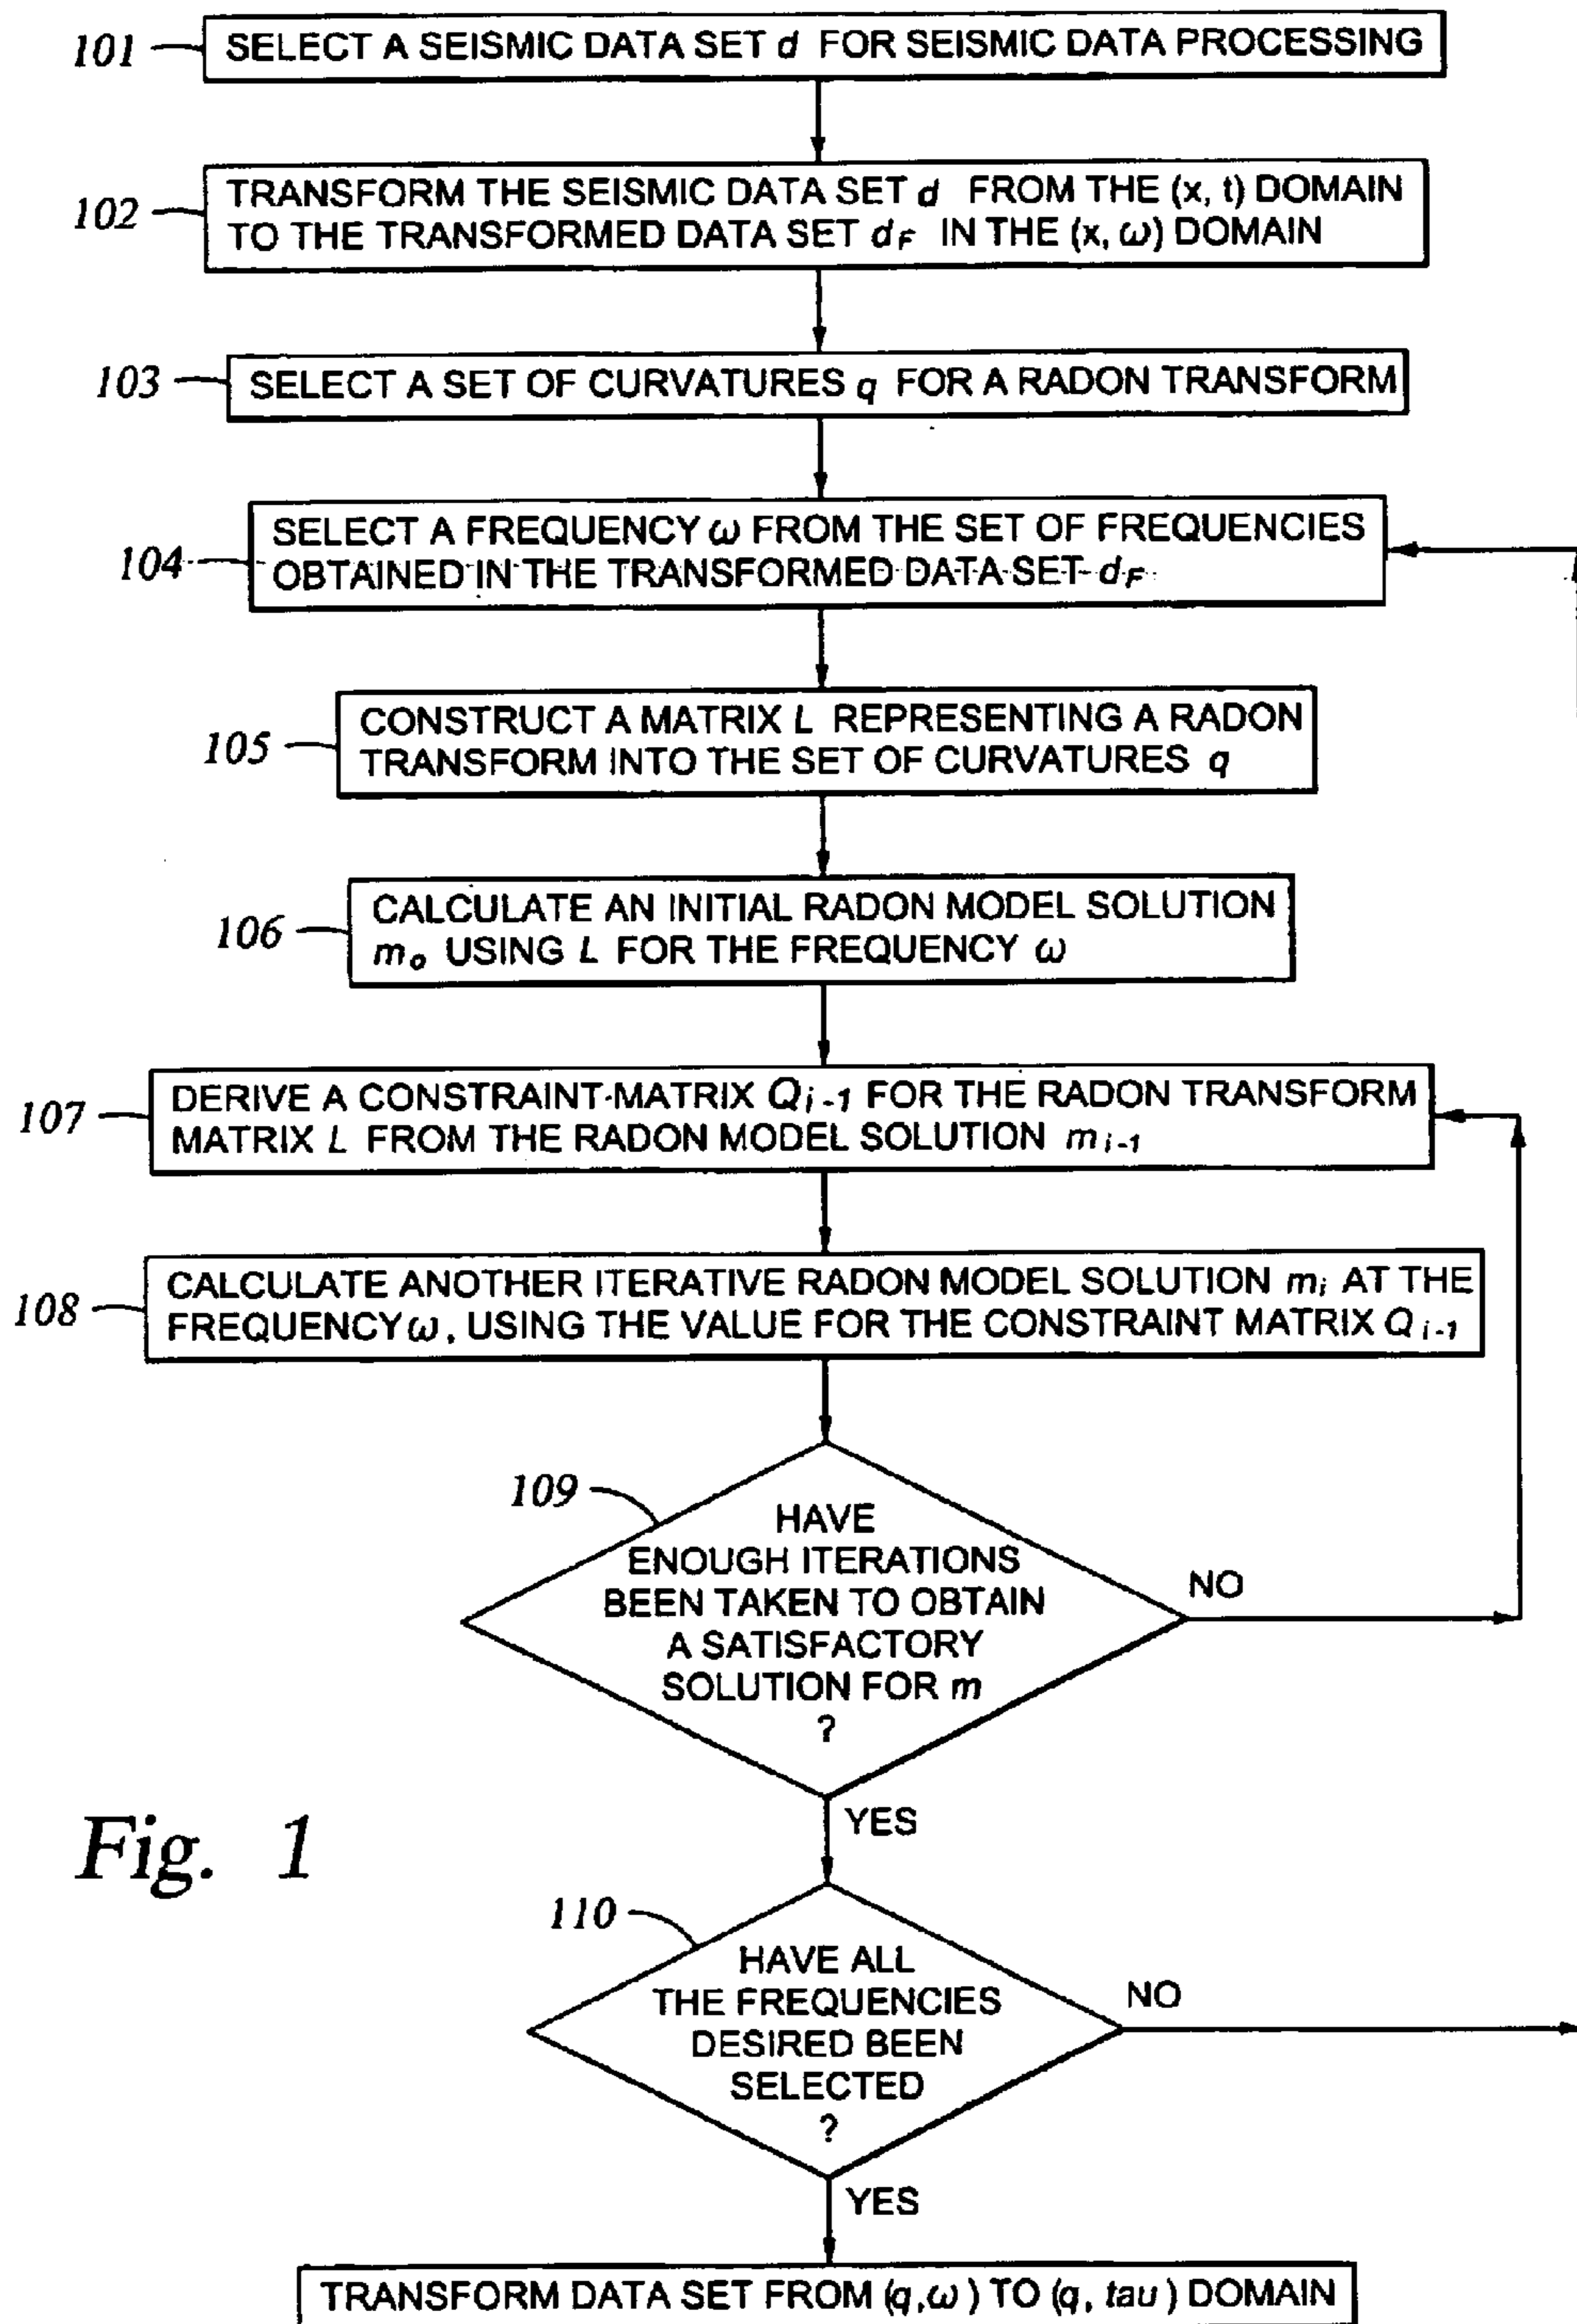 101
SELECT A SEISMIC DATA SET d FOR SEISMIC DATA PROCESSING
102
TRANSFORM THE SEISMIC DATA SET d FROM THE (x, t) DOMAIN
TO THE TRANSFORMED DATA SET dF IN THE (x, ω) DOMAIN
103
SELECT A SET OF CURVATURES q FOR A RADON TRANSFORM
104
SELECT A FREQUENCY ω FROM THE SET OF FREQUENCIES
OBTAINED IN THE TRANSFORMED DATA SET dF
105
CONSTRUCT A MATRIX L REPRESENTING A RADON
TRANSFORM INTO THE SET OF CURVATURES q
106
CALCULATE AN INITIAL RADON MODEL SOLUTION
mo USING L FOR THE FREQUENCY ω
107
DERIVE A CONSTRAINT-MATRIX Qi-1 FOR THE RADON TRANSFORM
MATRIX L FROM THE RADON MODEL SOLUTION mi-1
108
CALCULATE ANOTHER ITERATIVE RADON MODEL SOLUTION mi AT THE
FREQUENCY ω, USING THE VALUE FOR THE CONSTRAINT MATRIX Qi-1
109
HAVE
ENOUGH ITERATIONS
BEEN TAKEN TO OBTAIN
A SATISFACTORY
SOLUTION FOR m
?
NO
YES
Fig. 1
110
HAVE ALL
THE FREQUENCIES
DESIRED BEEN
SELECTED
?
NO
YES
TRANSFORM DATA SET FROM (q,ω) TO (q, tau) DOMAIN